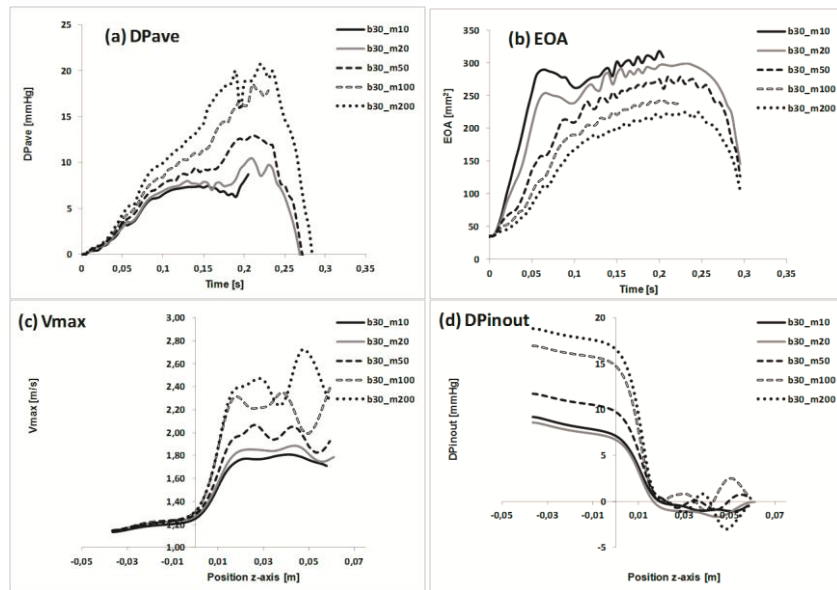 (a) DPave
DPave [mmHg]
25
20
15
10
5
0
0 0,05 0,1 0,15 0,2 0,25 0,3 0,35
Time [s]
b30_m10
b30_m20
b30_m50
b30_m100
b30_m200
(b) EOA
EOA [mm²]
350
300
250
200
150
100
50
0
0 0,05 0,1 0,15 0,2 0,25 0,3 0,35
Time [s]
b30_m10
b30_m20
b30_m50
b30_m100
b30_m200
(c) Vmax
Vmax [m/s]
3,00
2,80
2,60
2,40
2,20
2,00
1,80
1,60
1,40
1,20
1,00
-0,05 -0,03 -0,01 0,01 0,03 0,05 0,07
Position z-axis [m]
b30_m10
b30_m20
b30_m50
b30_m100
b30_m200
(d) DPinout
DPinout [mmHg]
20
15
10
5
0
-5
-0,05 -0,03 -0,01 0,01 0,03 0,05 0,07
Position z-axis [m]
b30_m10
b30_m20
b30_m50
b30_m100
b30_m200